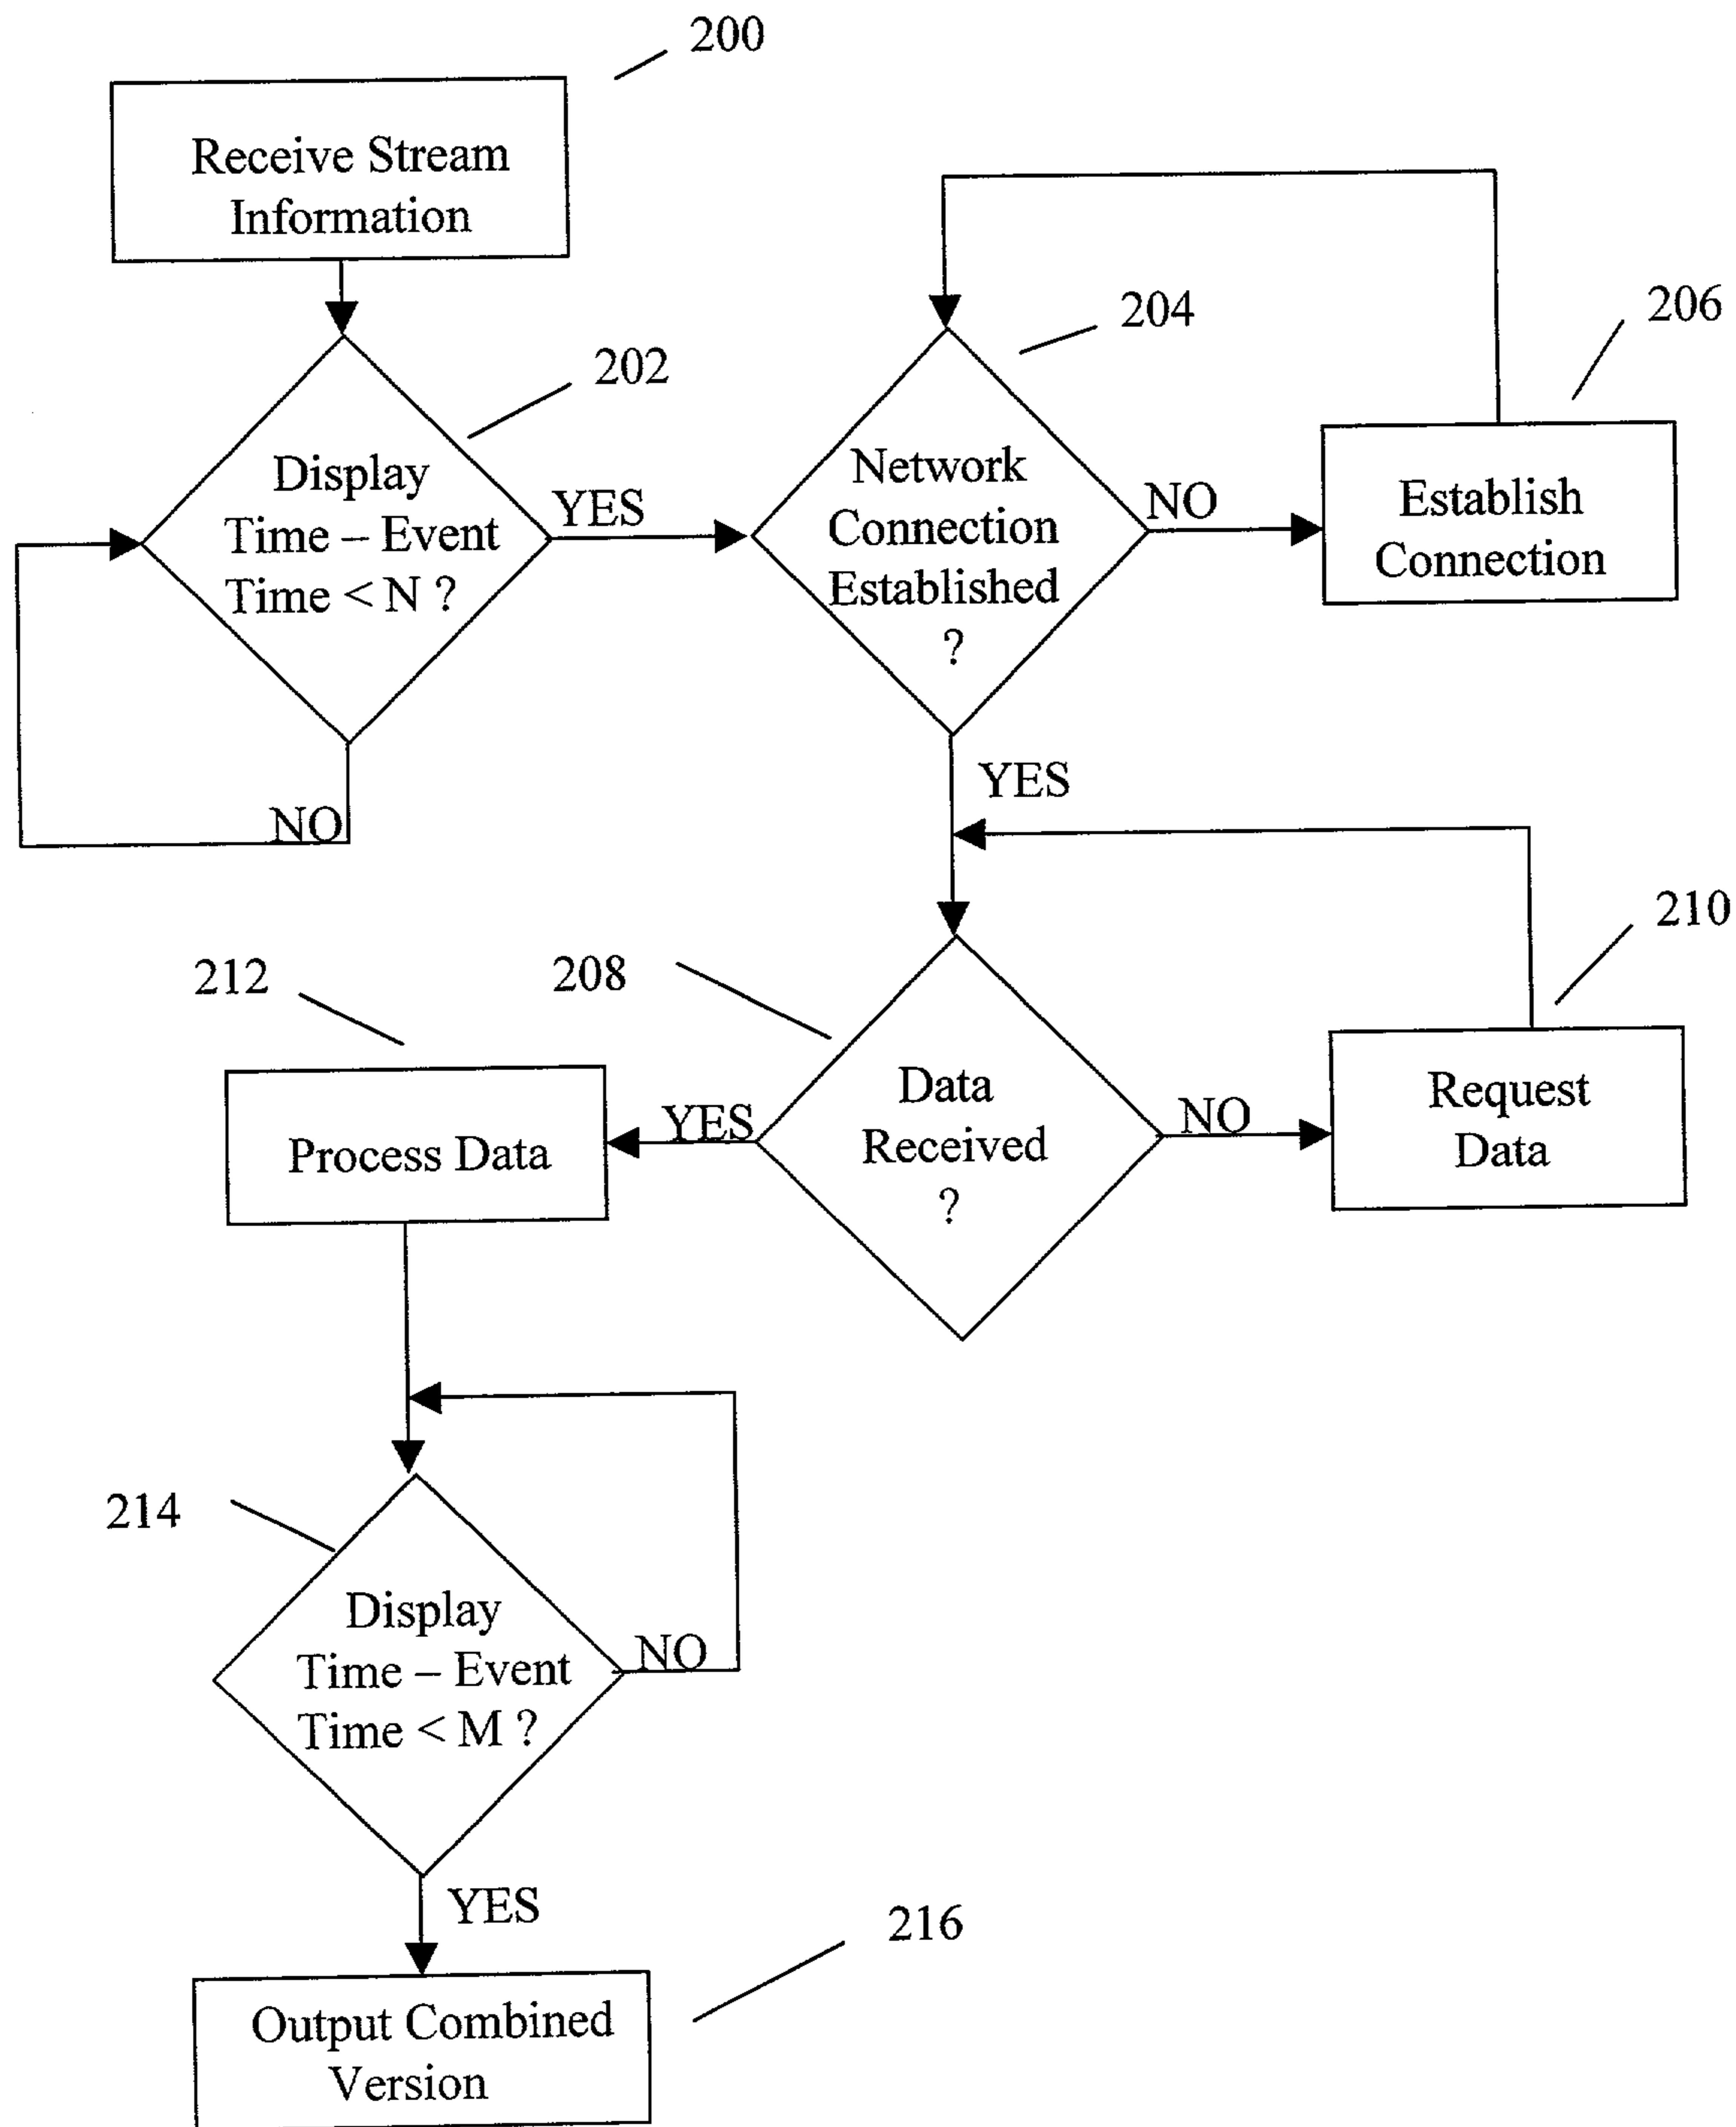 200
Receive Stream
Information
202
Display
Time – Event
Time < N ?
YES
NO
204
Network
Connection
Established
?
NO
YES
206
Establish
Connection
208
Data
Received
?
NO
YES
210
Request
Data
212
Process Data
214
Display
Time – Event
Time < M ?
NO
YES
216
Output Combined
Version